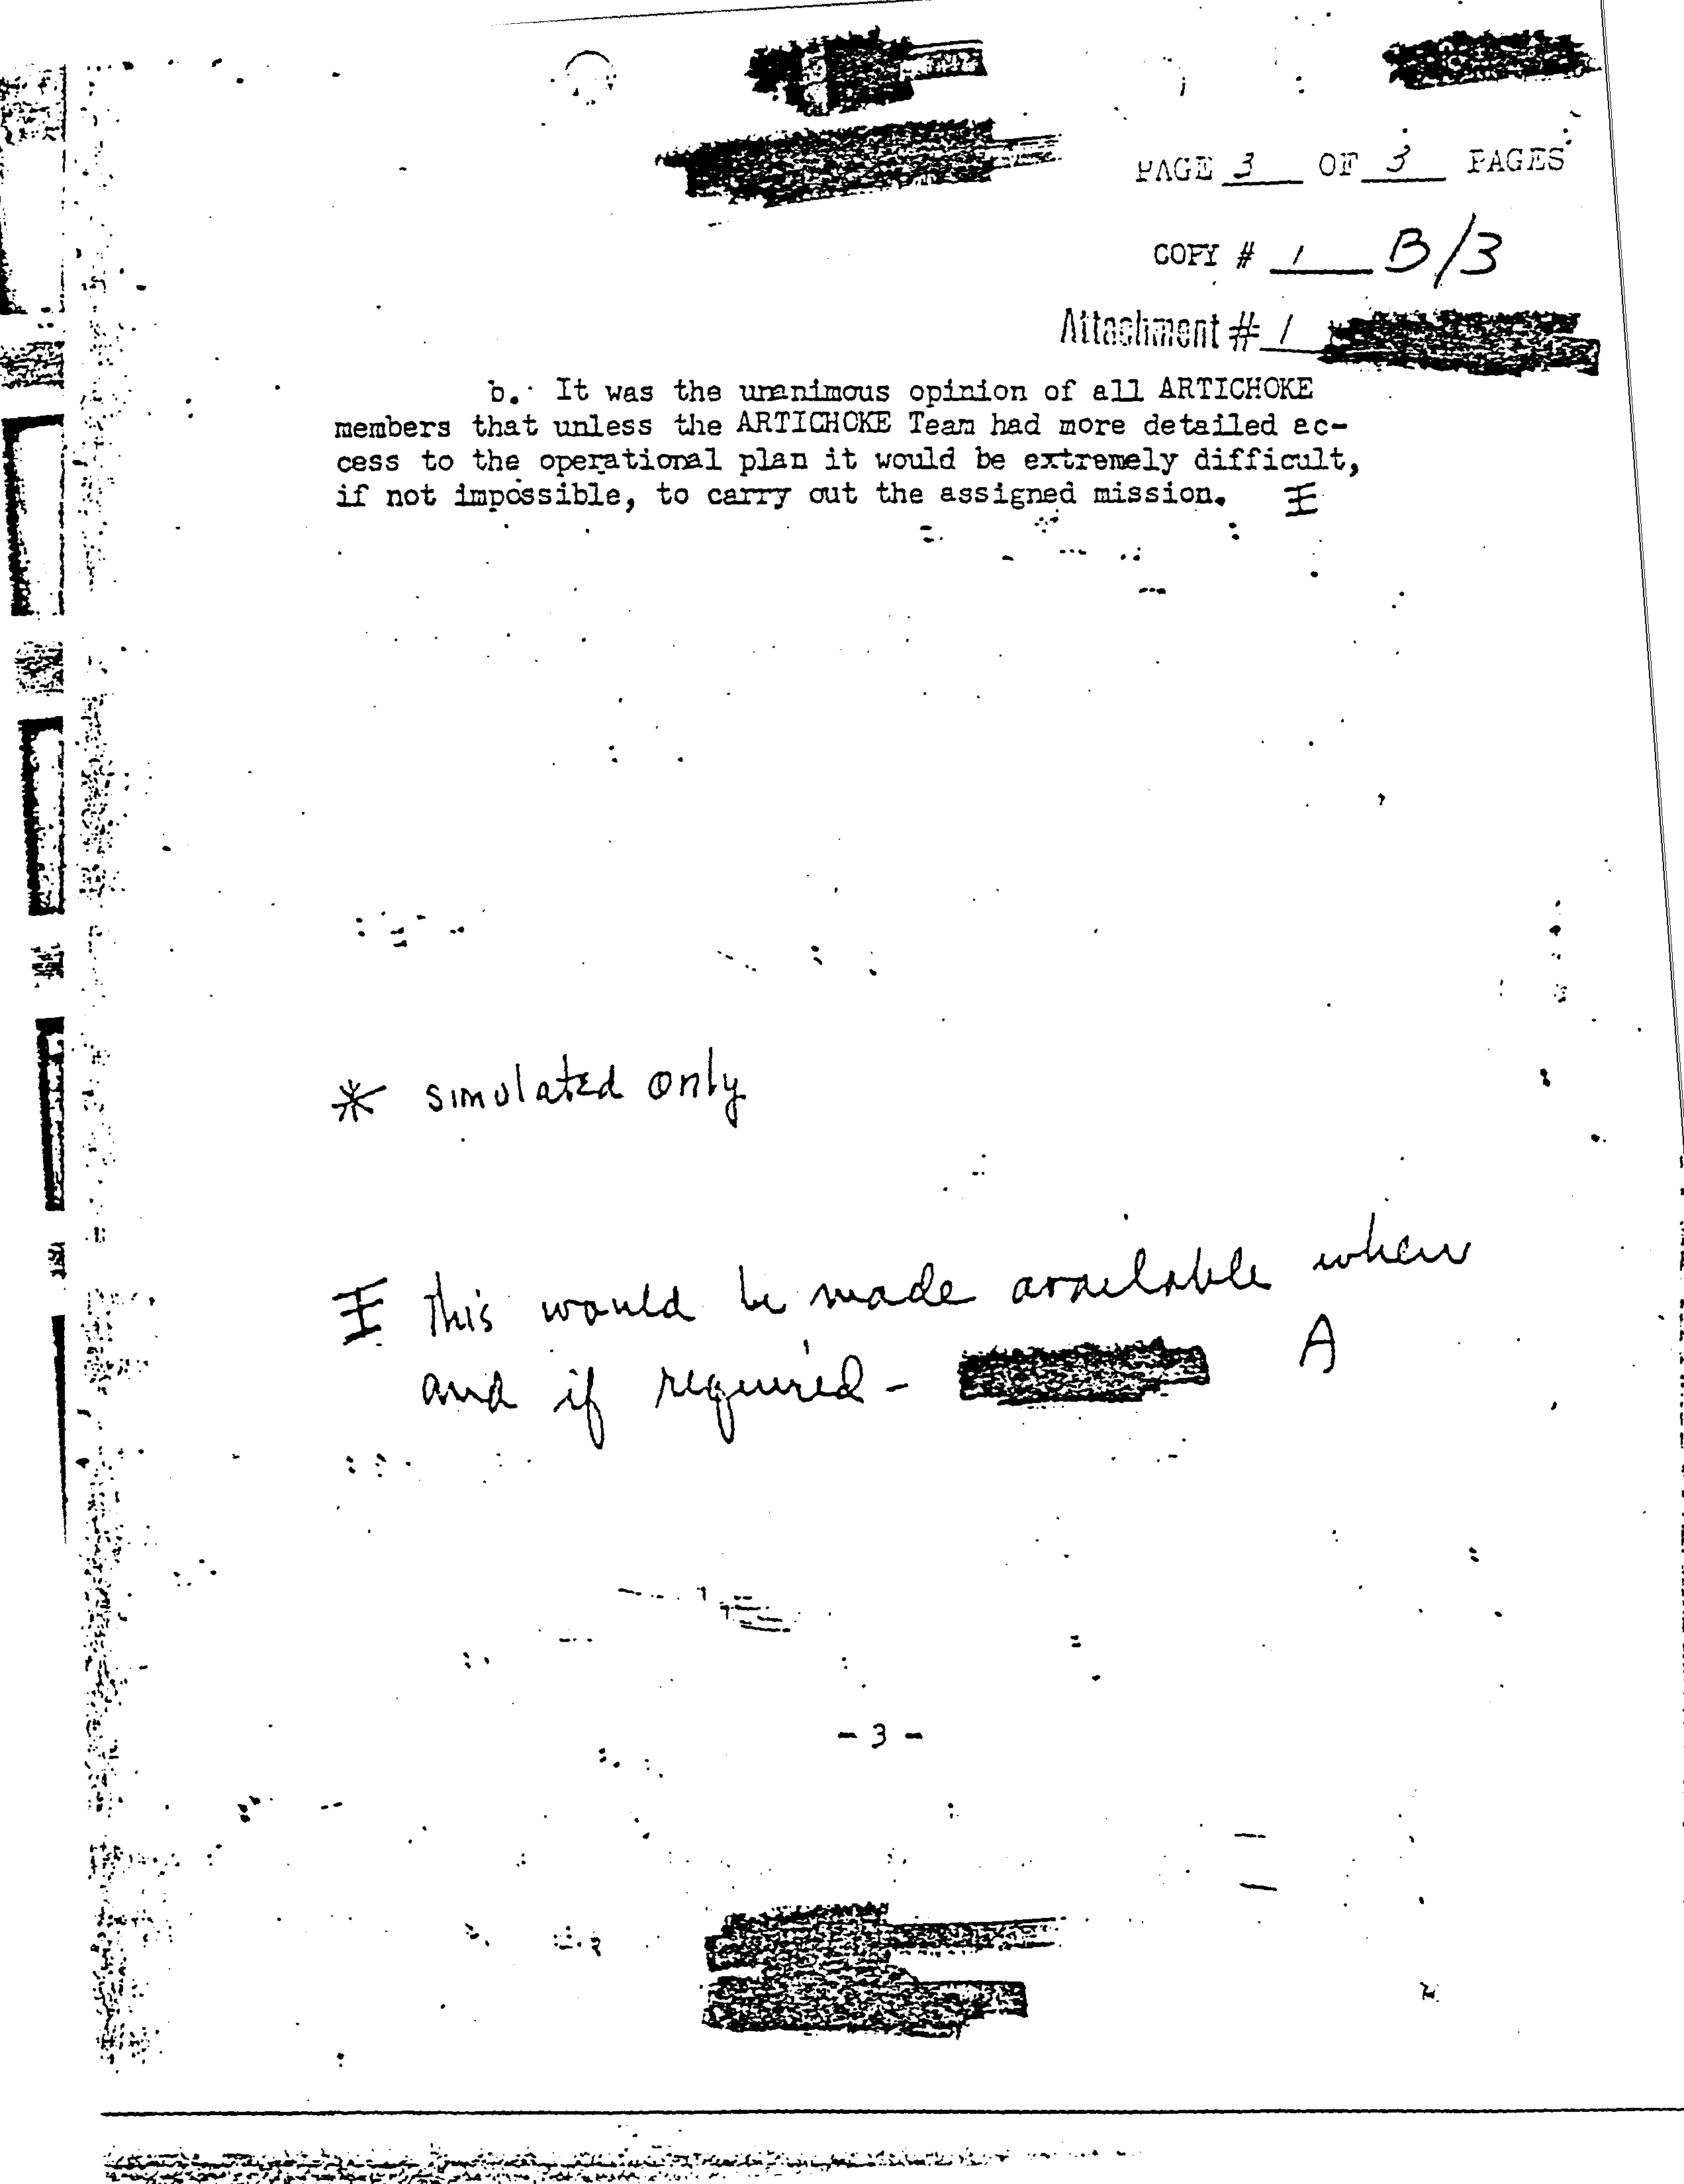 PAGE 3 OF 3 PAGES
COPY # 1 B/3
Attachment # 1
b. It was the unanimous opinion of all ARTICHOKE
members that unless the ARTICHOKE Team had more detailed ac-
cess to the operational plan it would be extremely difficult,
if not impossible, to carry out the assigned mission. ‡
* simulated only
‡ This would be made available when
and if required - A
- 3 -